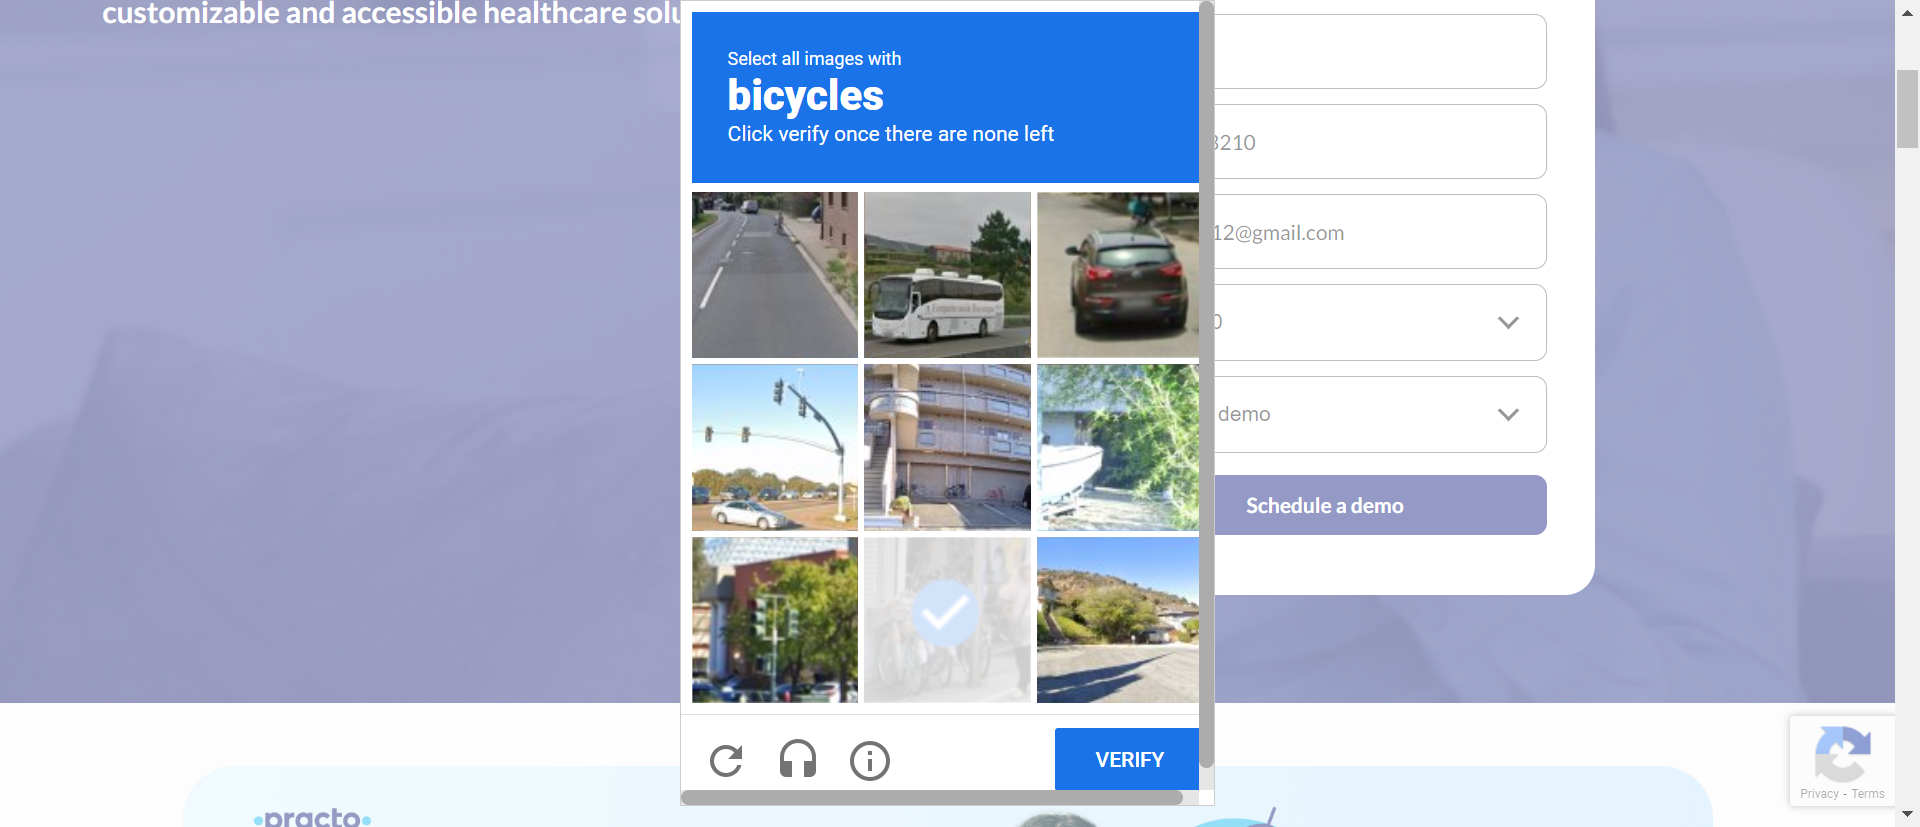 customizable and accessible healthcare solu
Select all images with
bicycles
Click verify once there are none left
3210
12@gmail.com
0
demo
Schedule a demo
VERIFY
Privacy - Terms
practo